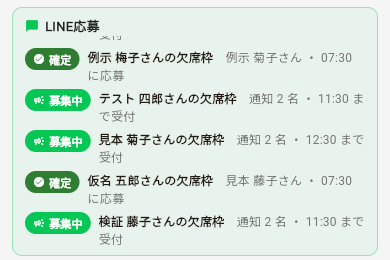 LINE応募
受付
確定 例示 梅子さんの欠席枠 例示 菊子さん ・ 07:30
に応募
募集中 テスト 四郎さんの欠席枠 通知 2 名 ・ 11:30 ま
で受付
募集中 見本 菊子さんの欠席枠 通知 2 名 ・ 12:30 まで
受付
確定 仮名 五郎さんの欠席枠 見本 藤子さん ・ 07:30
に応募
募集中 検証 藤子さんの欠席枠 通知 2 名 ・ 11:30 まで
受付